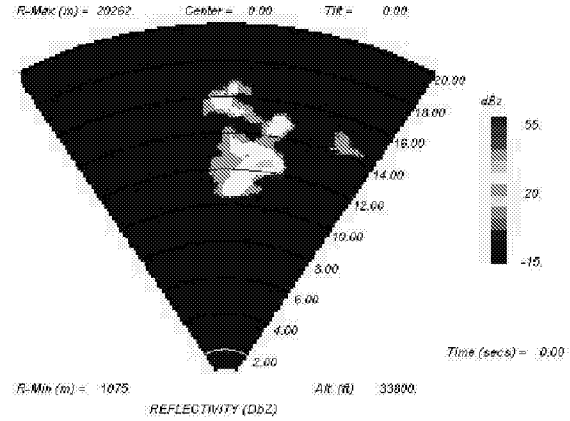 R-Max (m) = 20262. Center = 0.00 Tilt = 0.00
20.00
dBz
18.00
55.
16.00
14.00
20.
12.00
10.00
8.00
-15.
6.00
4.00
2.00
Time (secs) = 0.00
R-Min (m) = 1075. Alt. (ft) 33800.
REFLECTIVITY (DbZ)